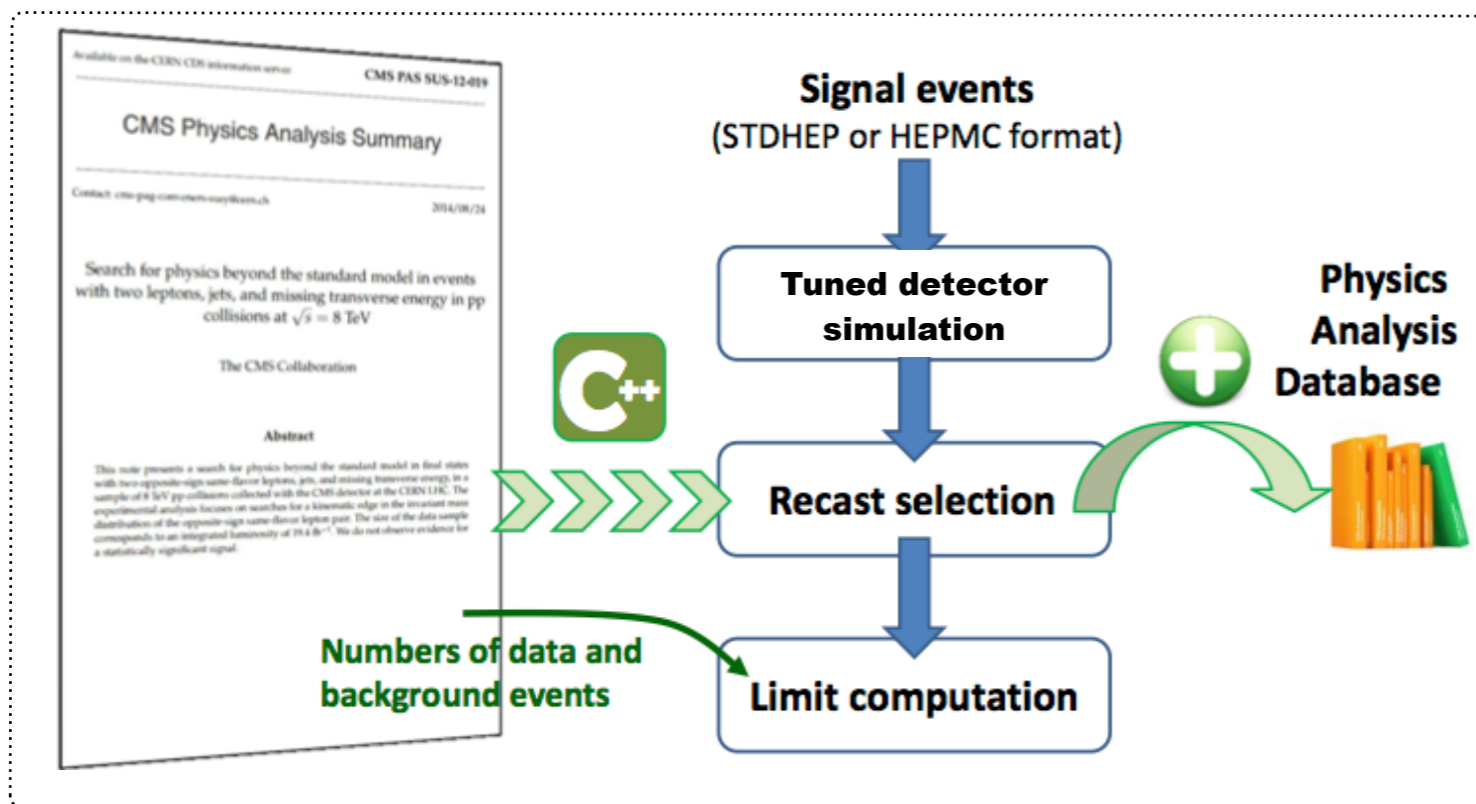 Available on the CERN CDS information server
CMS PAS SUS-12-019
CMS Physics Analysis Summary
Contact:
2014/08/24
Search for physics beyond the standard model in events
with two leptons, jets, and missing transverse energy in pp
collisions at √s = 8 TeV
The CMS Collaboration
Abstract
This note presents a search for physics beyond the standard model in final states
with two opposite-sign same-flavor leptons, jets, and missing transverse energy, in a
sample of 8 TeV pp collisions collected with the CMS detector at the CERN LHC. The
experimental analysis focuses on searches for a kinematic edge in the invariant mass
distribution of the opposite-sign same-flavor lepton pair. The size of the data sample
corresponds to an integrated luminosity of 19.4 fb⁻¹. We do not observe evidence for
a statistically significant signal.
C++
Numbers of data and
background events
Signal events
(STDHEP or HEPMC format)
Tuned detector
simulation
Recast selection
Limit computation
Physics
Analysis
Database